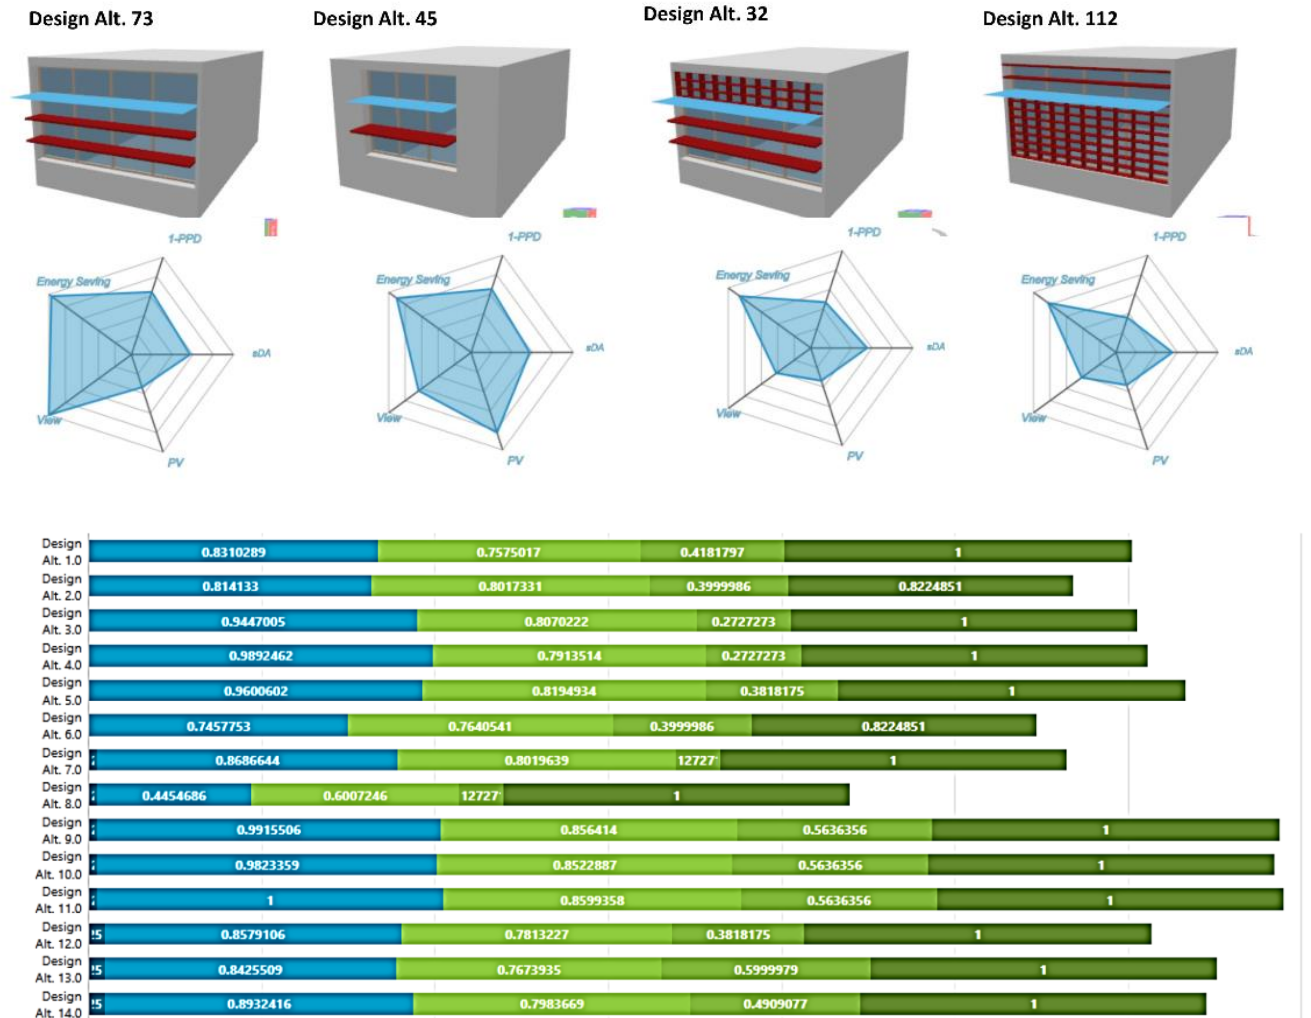 Design Alt. 73
Design Alt. 45
Design Alt. 32
Design Alt. 112
1-PPD
Energy Seving
sDA
View
PV
1-PPD
Energy Seving
sDA
View
PV
1-PPD
Energy Seving
sDA
View
PV
1-PPD
Energy Seving
sDA
View
PV
Design
Alt. 1.0
0.8310289 0.7575017 0.4181797 1
Design
Alt. 2.0
0.814133 0.8017331 0.3999986 0.8224851
Design
Alt. 3.0
0.9447005 0.8070222 0.2727273 1
Design
Alt. 4.0
0.9892462 0.7913514 0.2727273 1
Design
Alt. 5.0
0.9600602 0.8194934 0.3818175 1
Design
Alt. 6.0
0.7457753 0.7640541 0.3999986 0.8224851
Design
Alt. 7.0
0.8686644 0.8019639 12727 1
Design
Alt. 8.0
0.4454686 0.6007246 12727 1
Design
Alt. 9.0
0.9915506 0.856414 0.5636356 1
Design
Alt. 10.0
0.9823359 0.8522887 0.5636356 1
Design
Alt. 11.0
1 0.8599358 0.5636356 1
Design
Alt. 12.0
0.8579106 0.7813227 0.3818175 1
Design
Alt. 13.0
0.8425509 0.7673935 0.5999979 1
Design
Alt. 14.0
0.8932416 0.7983669 0.4909077 1